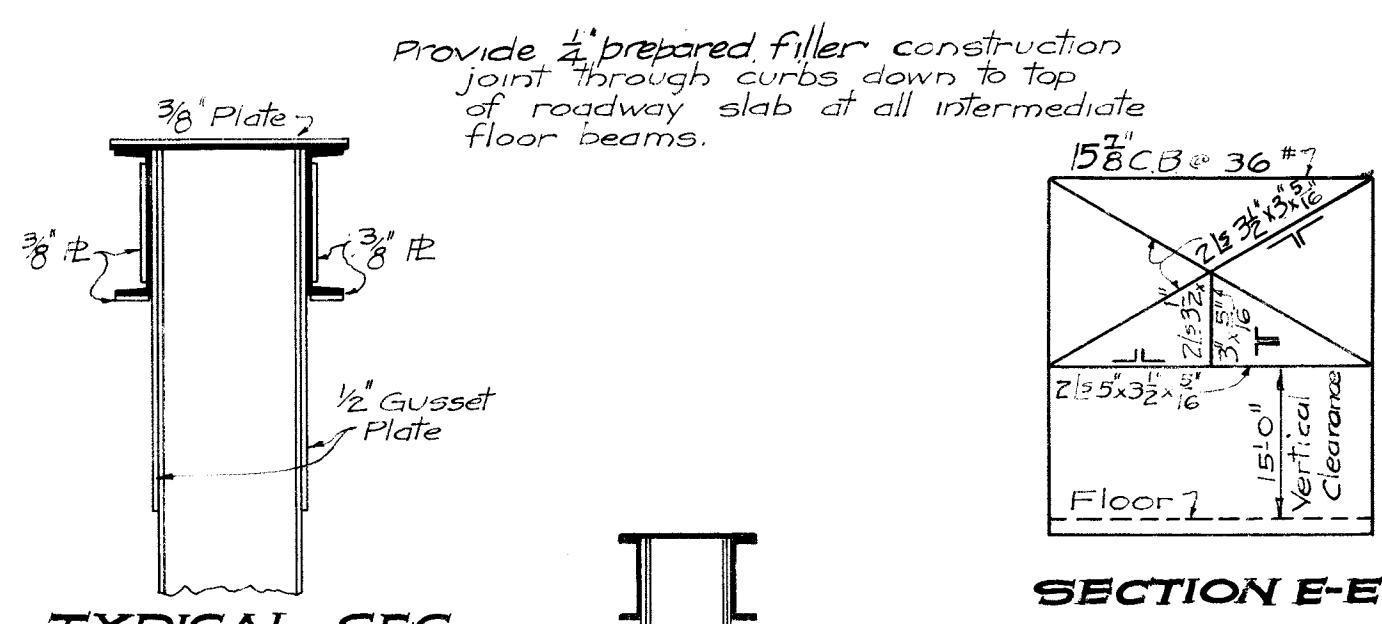 Provide 1/4" prepared filler construction
joint through curbs down to top
of roadway slab at all intermediate
floor beams.
3/8" Plate
3/8" PL
3/8" PL
1/2" Gusset
Plate
TYPICAL SEC
15 7/8" C.B @ 36 #
2 Ls 3 1/2" x 3" x 5/16"
2 Ls 3 1/2" x
3" x 5/16"
2 Ls 5" x 3 1/2" x 5/16"
15'-0"
Vertical
Clearance
Floor
SECTION E-E